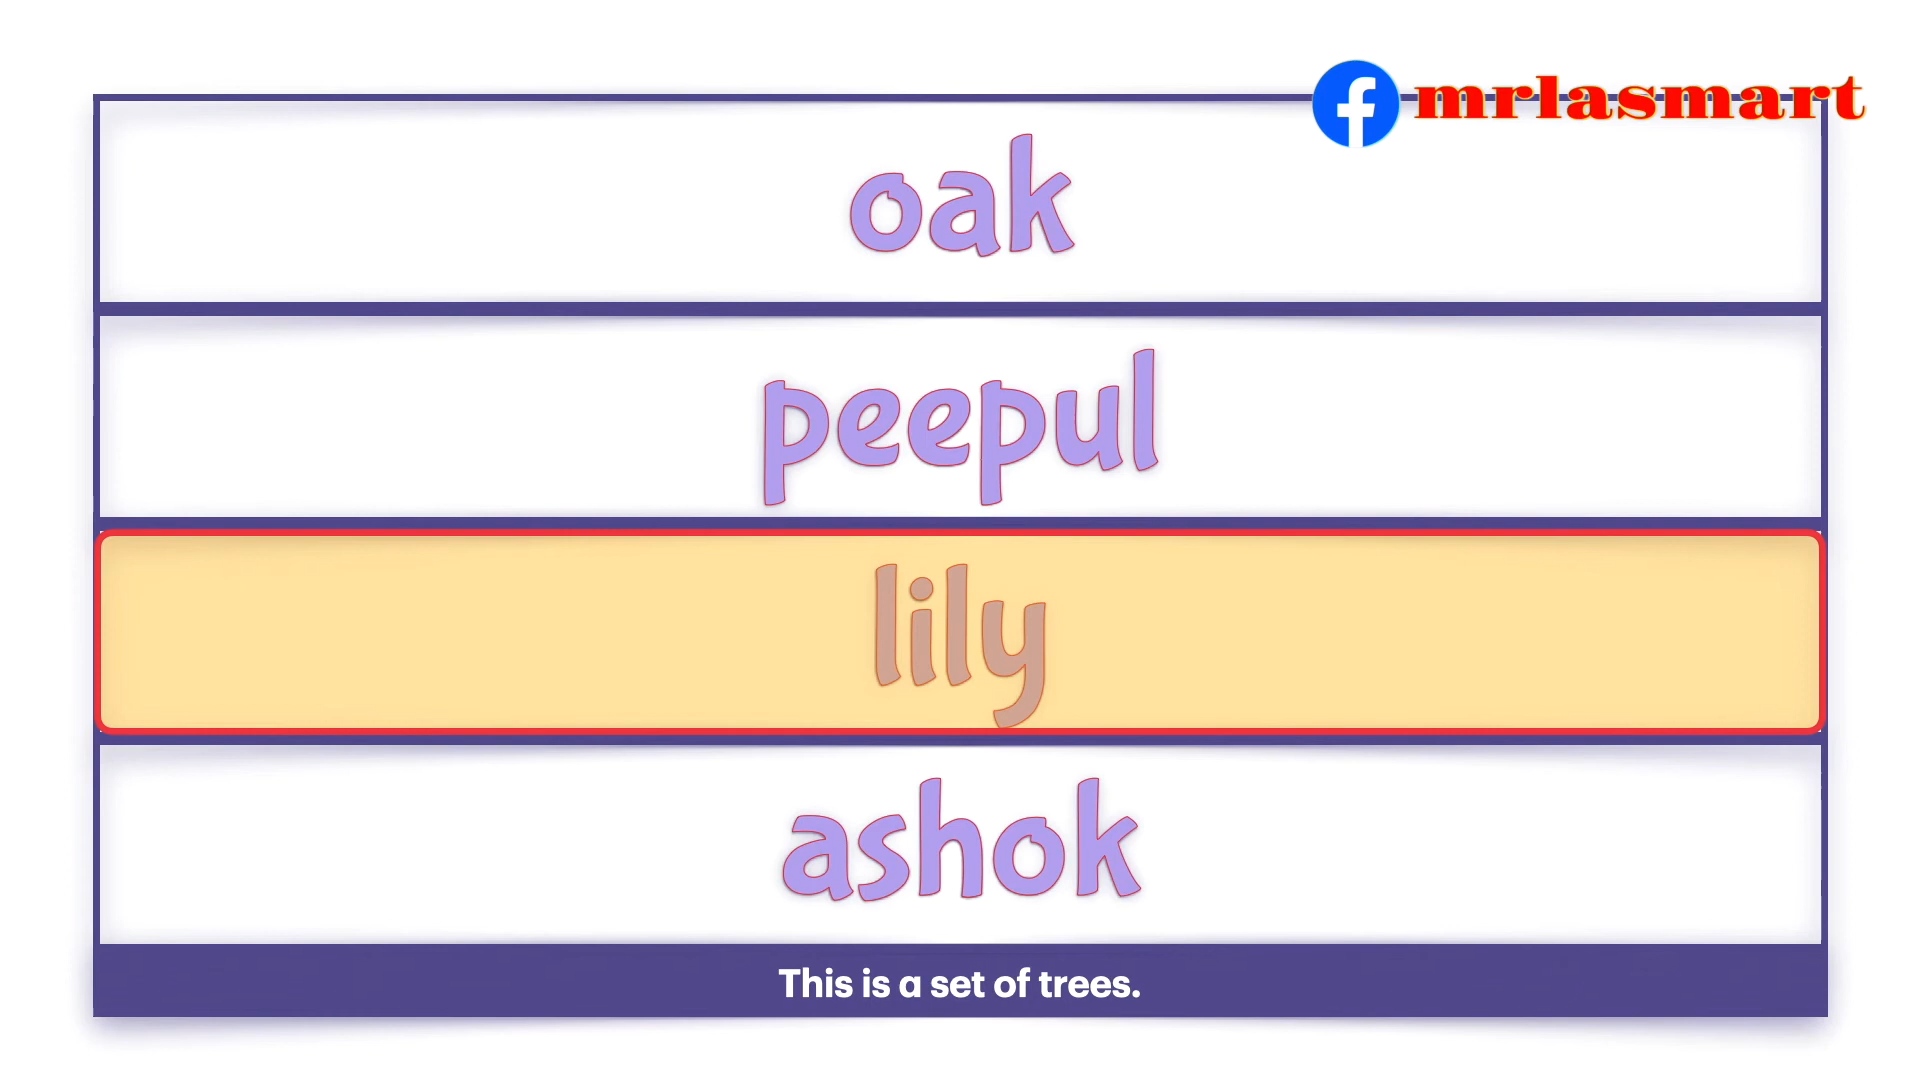 mrlasmart
oak
peepul
lily
ashok
This is a set of trees.